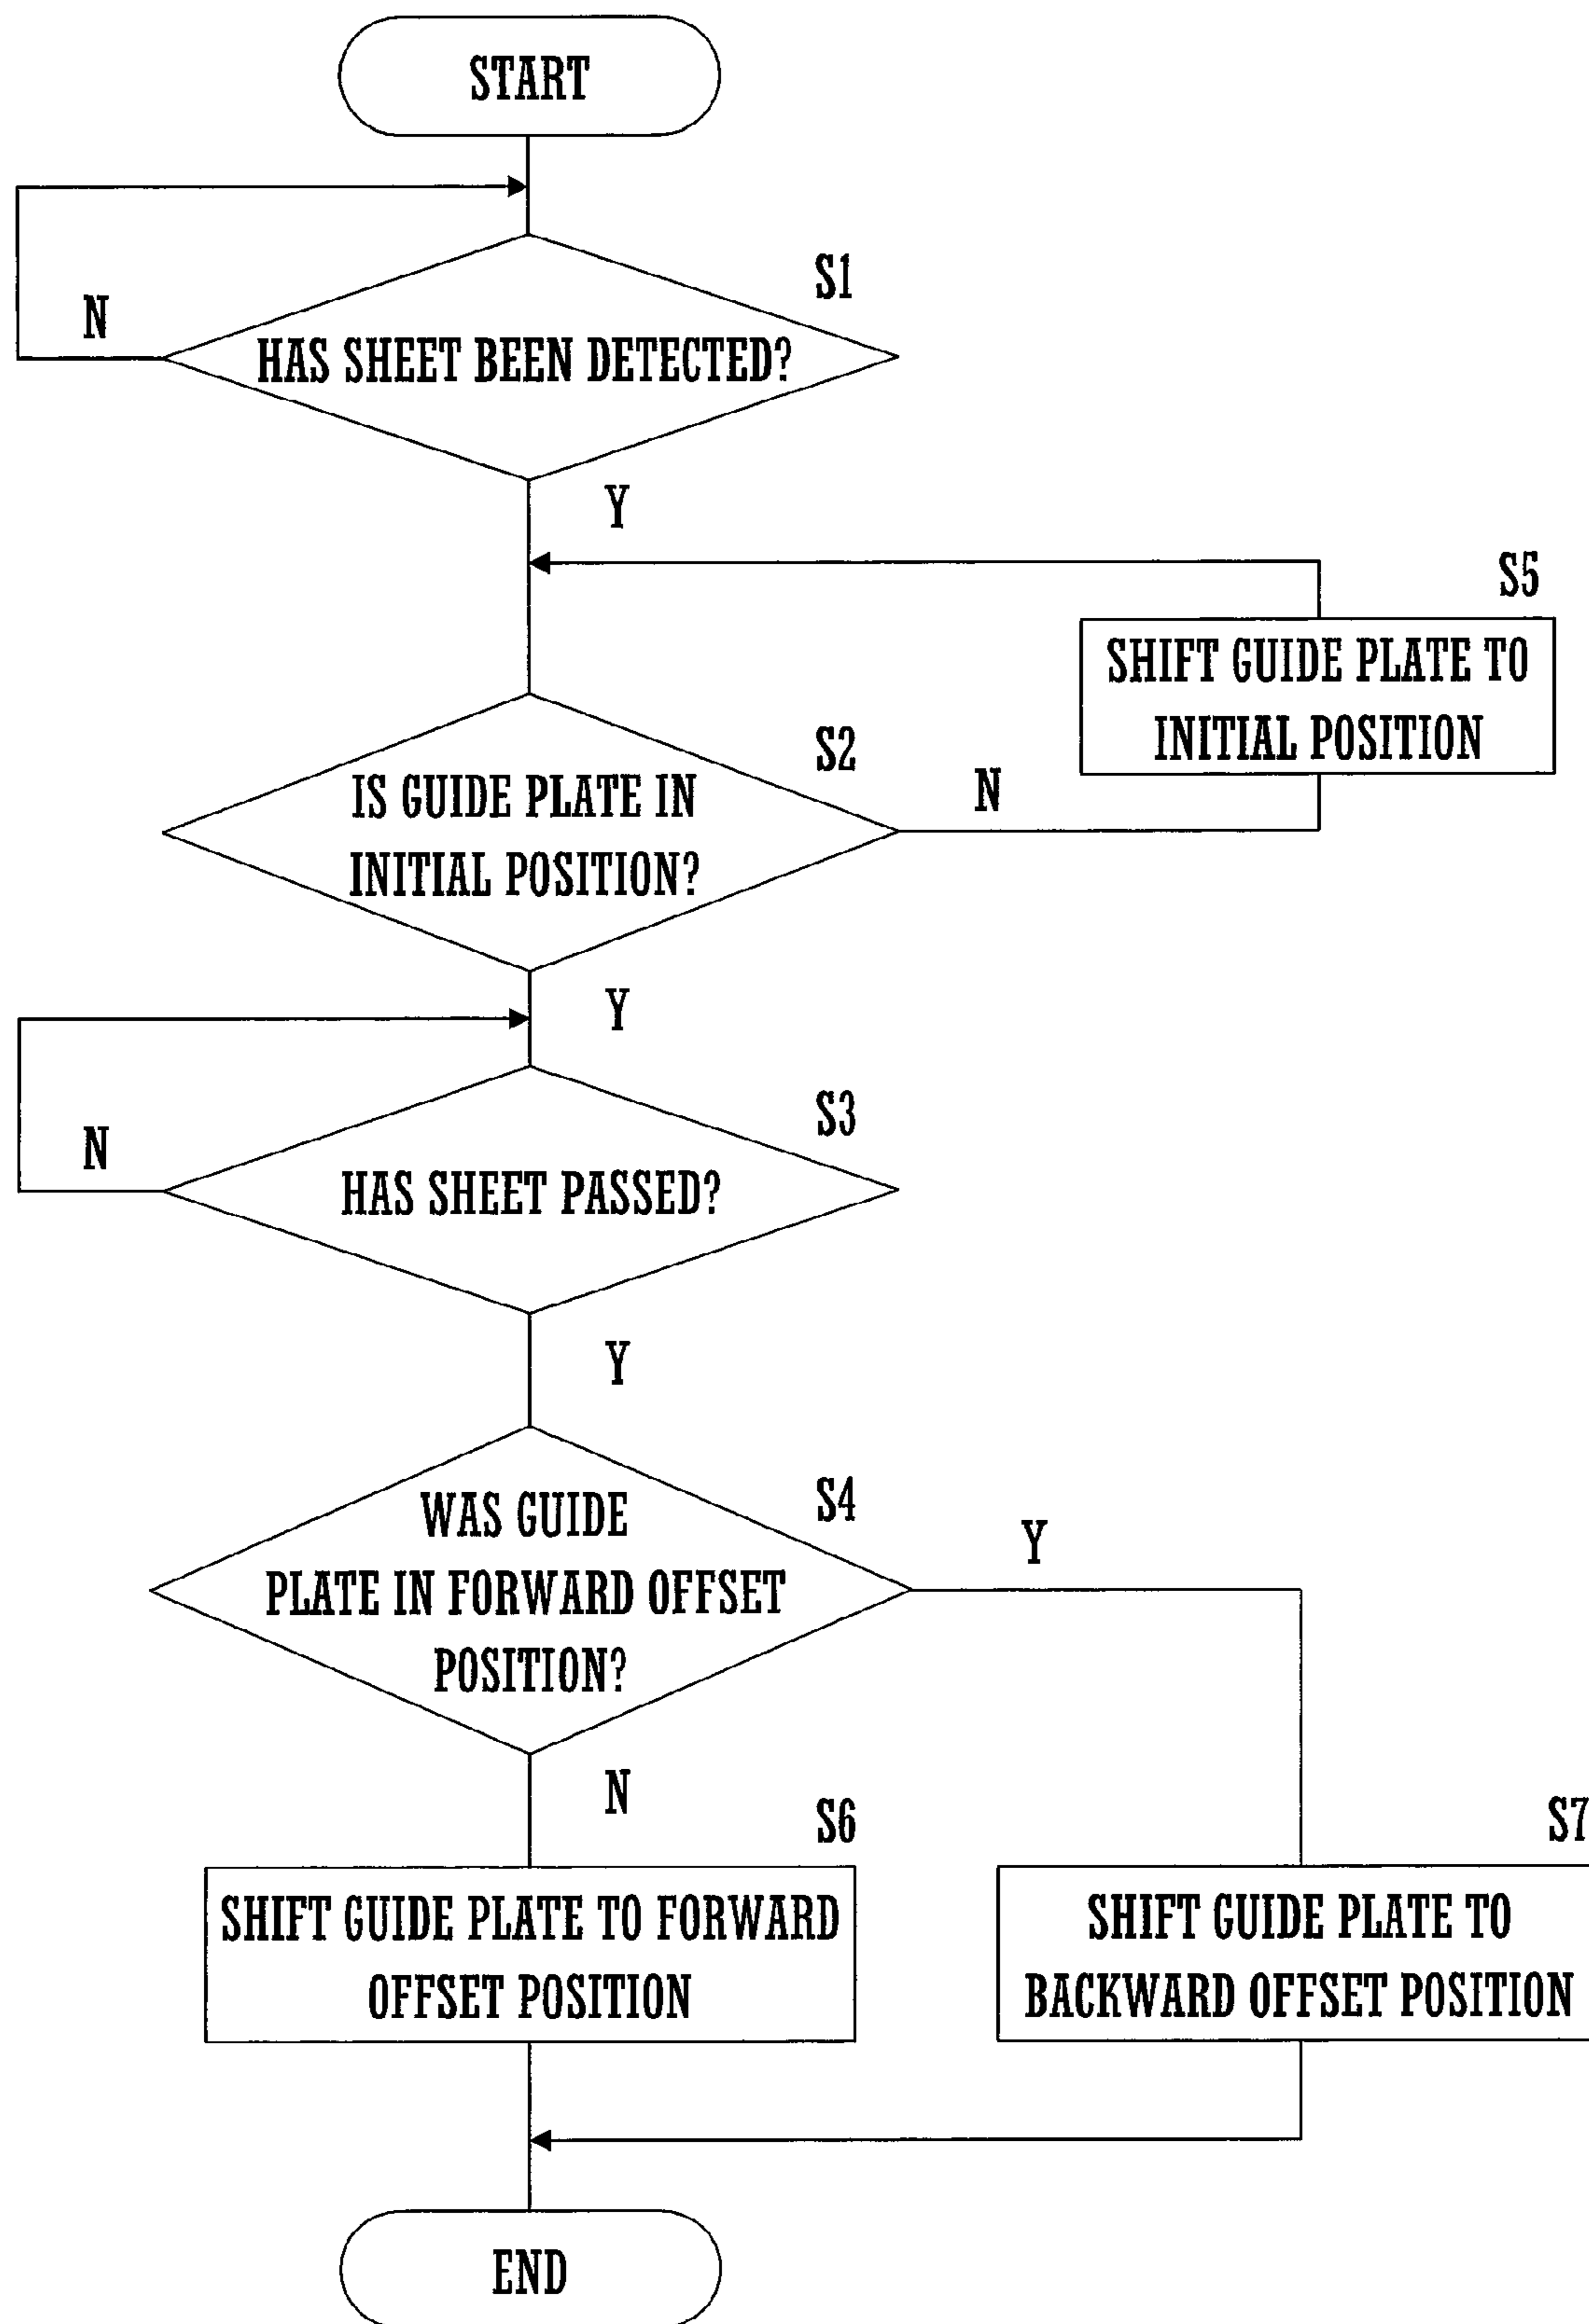 START
S1
N
HAS SHEET BEEN DETECTED?
Y
S5
SHIFT GUIDE PLATE TO
INITIAL POSITION
S2
N
IS GUIDE PLATE IN
INITIAL POSITION?
Y
S3
N
HAS SHEET PASSED?
Y
S4
WAS GUIDE
PLATE IN FORWARD OFFSET
POSITION?
Y
N
S6
S7
SHIFT GUIDE PLATE TO FORWARD
OFFSET POSITION
SHIFT GUIDE PLATE TO
BACKWARD OFFSET POSITION
END